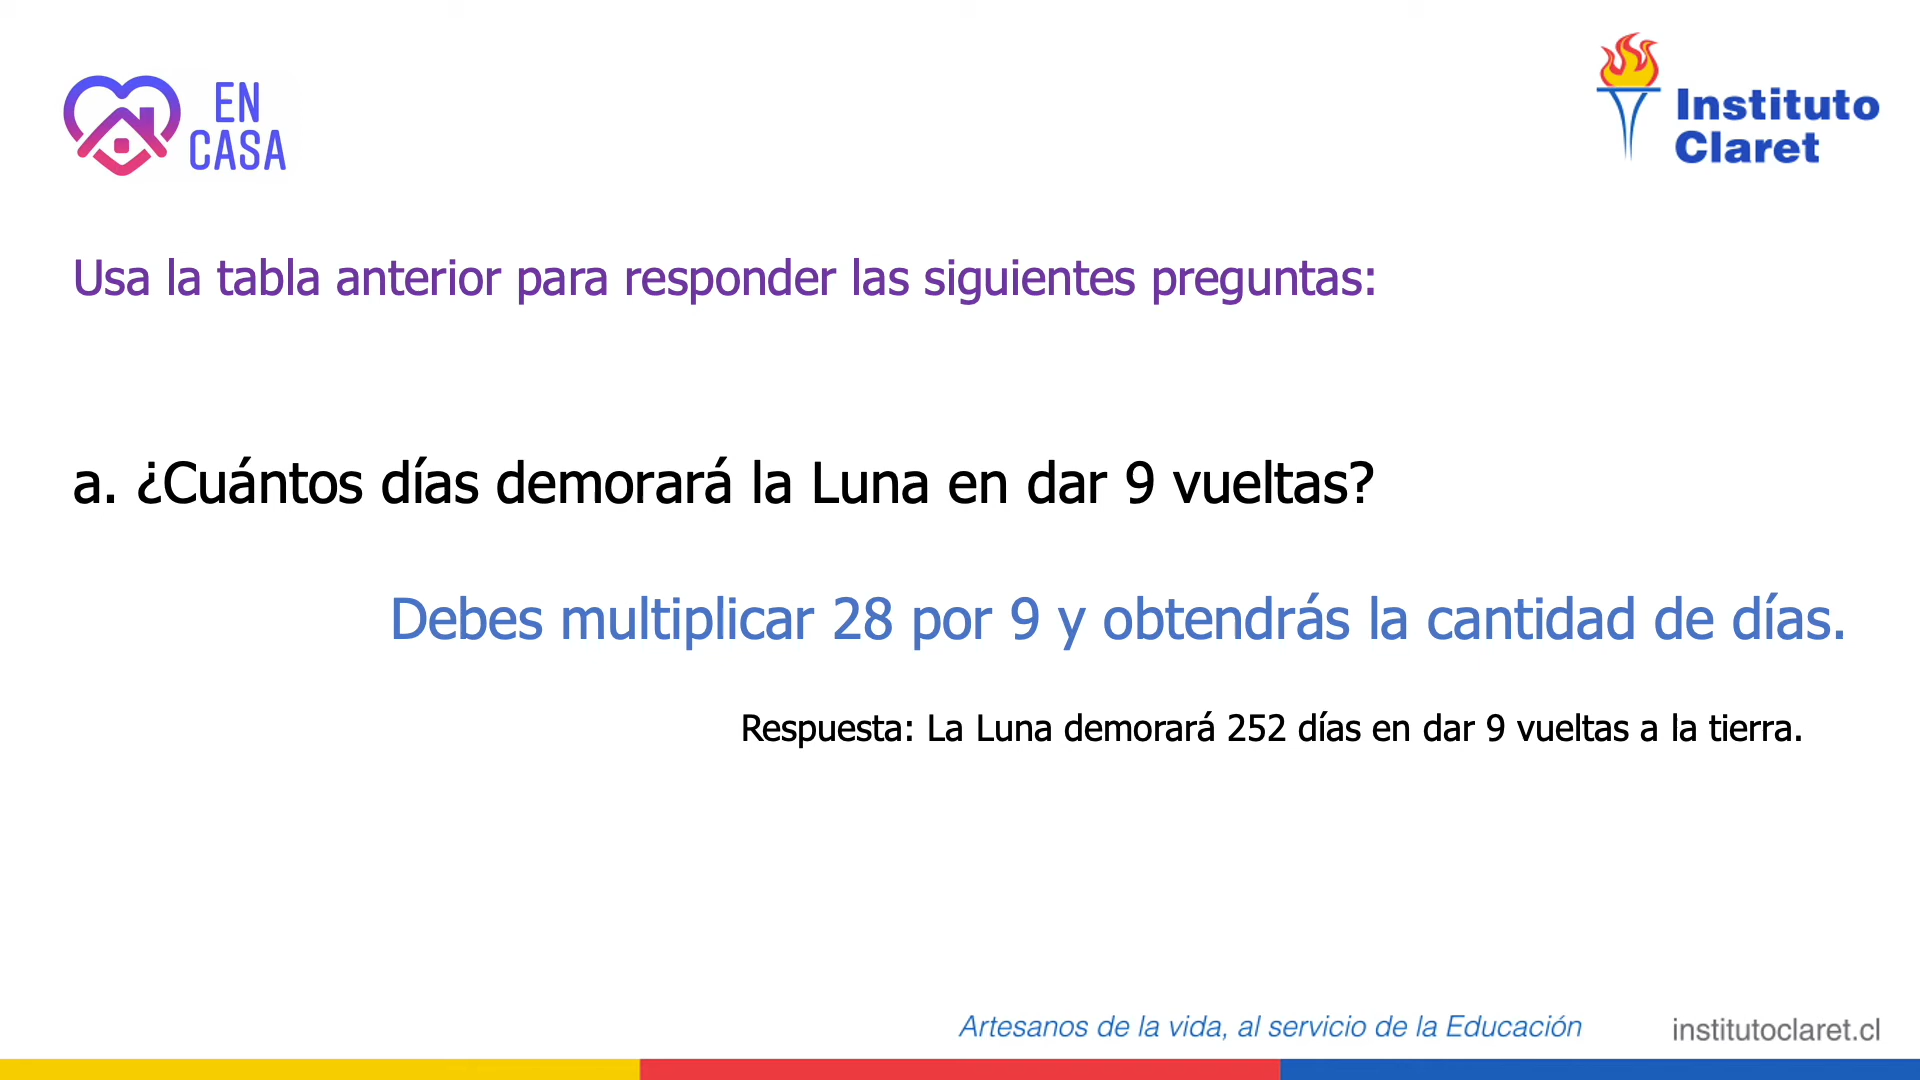 EN
CASA
Instituto
Claret
Usa la tabla anterior para responder las siguientes preguntas:
a. ¿Cuántos días demorará la Luna en dar 9 vueltas?
Debes multiplicar 28 por 9 y obtendrás la cantidad de días.
Respuesta: La Luna demorará 252 días en dar 9 vueltas a la tierra.
Artesanos de la vida, al servicio de la Educación
institutoclaret.cl